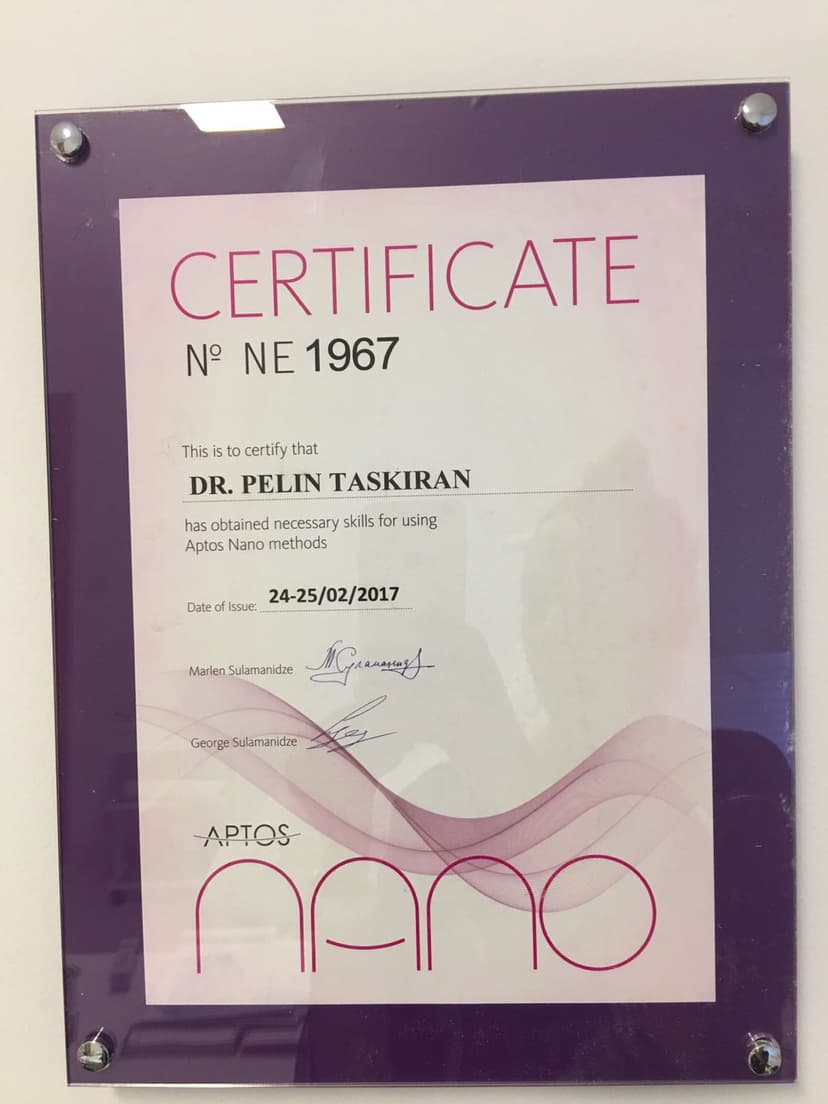 CERTIFICATE
Nº NE 1967
This is to certify that
DR. PELIN TASKIRAN
has obtained necessary skills for using
Aptos Nano methods
Date of Issue: 24-25/02/2017
Marlen Sulamanidze
George Sulamanidze
APTOS
nano